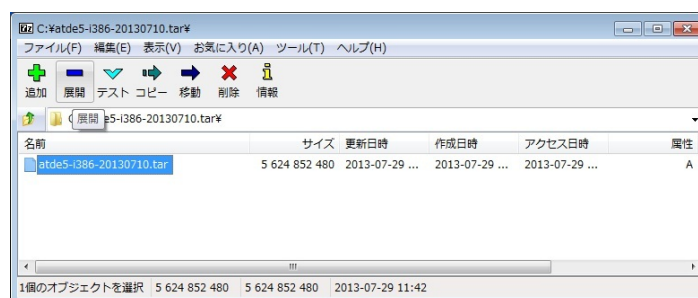 7z C:¥atde5-i386-20130710.tar¥
ファイル(F) 編集(E) 表示(V) お気に入り(A) ツール(T) ヘルプ(H)
追加 展開 テスト コピー 移動 削除 情報
展開 e5-i386-20130710.tar¥
名前 サイズ 更新日時 作成日時 アクセス日時 属性
atde5-i386-20130710.tar 5 624 852 480 2013-07-29 ... 2013-07-29 ... 2013-07-29 ... A
1個のオブジェクトを選択 5 624 852 480 5 624 852 480 2013-07-29 11:42